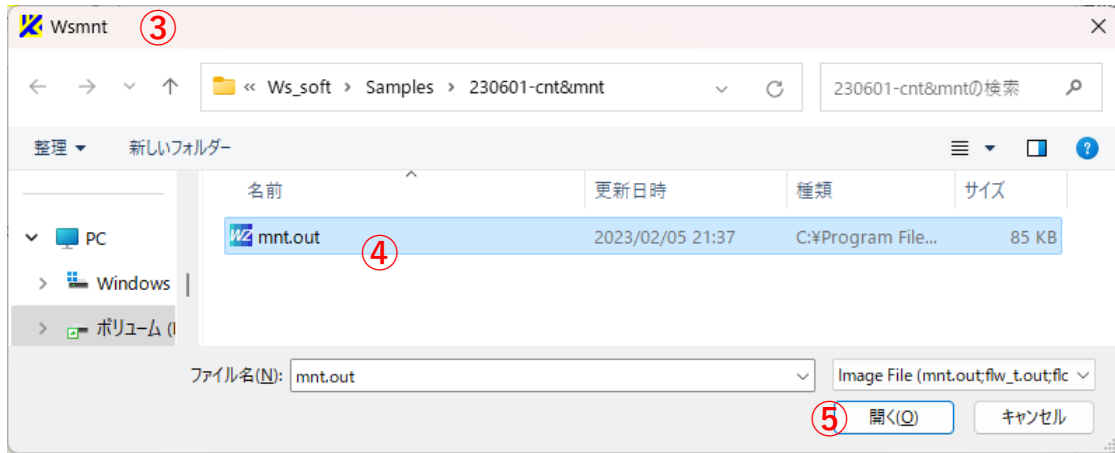 Wsmnt ③
« Ws_soft > Samples > 230601-cnt&mnt 230601-cnt&mntの検索
整理 新しいフォルダー
名前 更新日時 種類 サイズ
PC
WZ mnt.out ④ 2023/02/05 21:37 C:¥Program File... 85 KB
Windows
ボリューム (
ファイル名(N): mnt.out Image File (mnt.out;flw_t.out;flc
⑤ 開く(O) キャンセル